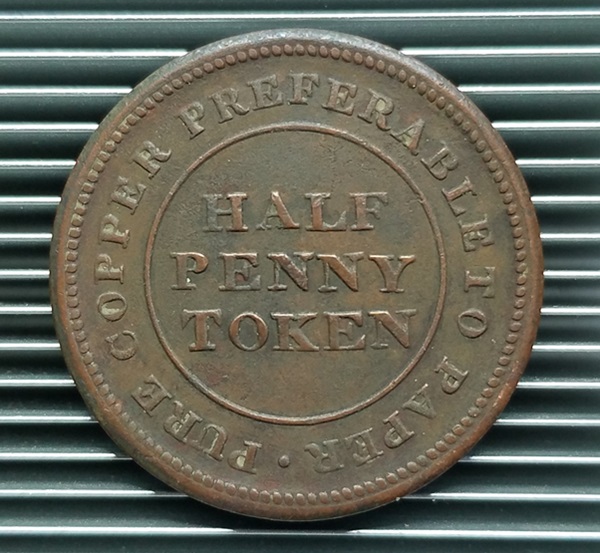 PURE COPPER PREFERABLE TO PAPER ·
HALF
PENNY
TOKEN